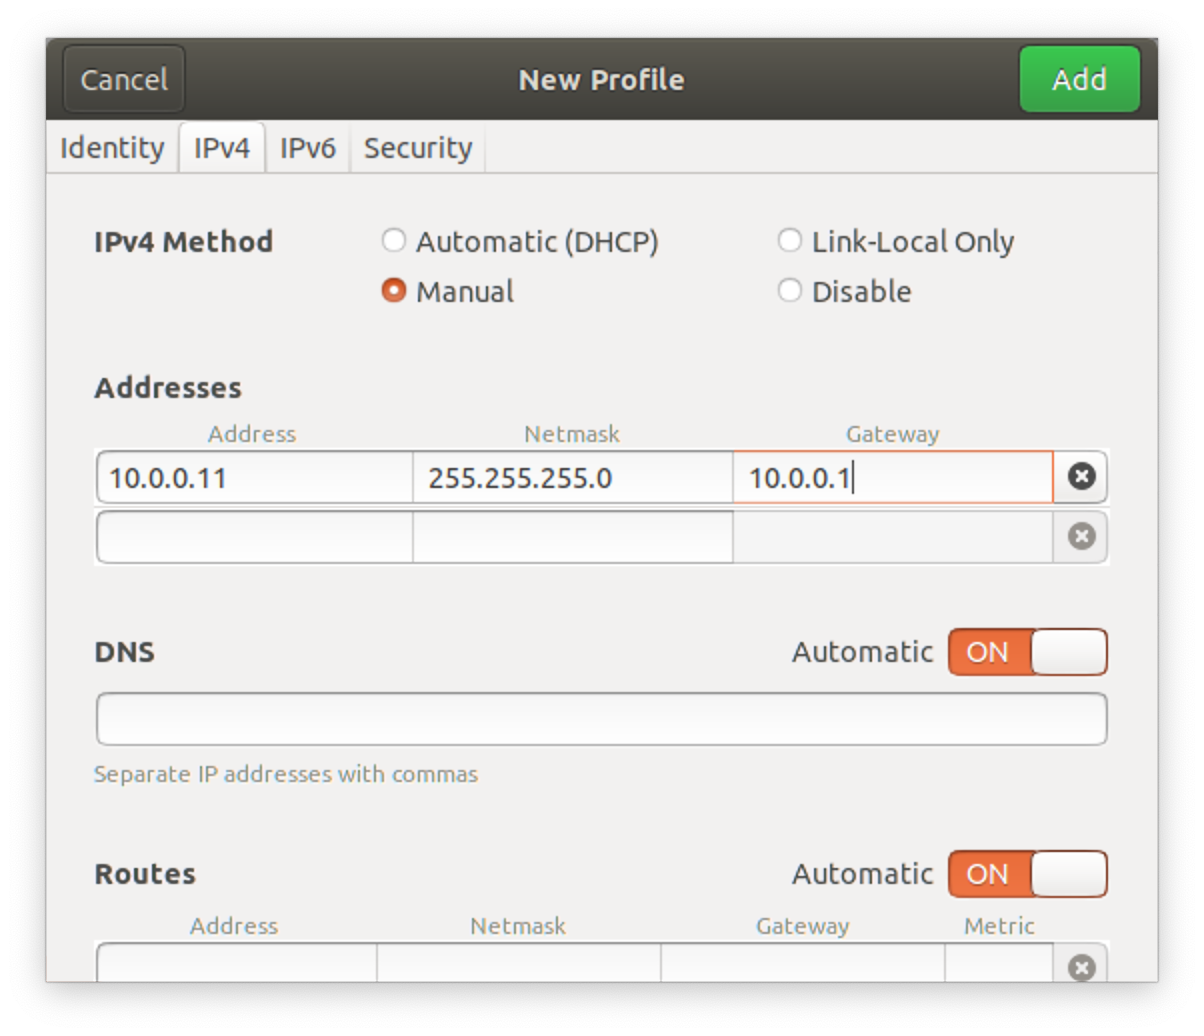 Cancel New Profile Add
Identity IPv4 IPv6 Security
IPv4 Method Automatic (DHCP) Link-Local Only
Manual Disable
Addresses
Address Netmask Gateway
10.0.0.11 255.255.255.0 10.0.0.1
DNS Automatic ON
Separate IP addresses with commas
Routes Automatic ON
Address Netmask Gateway Metric